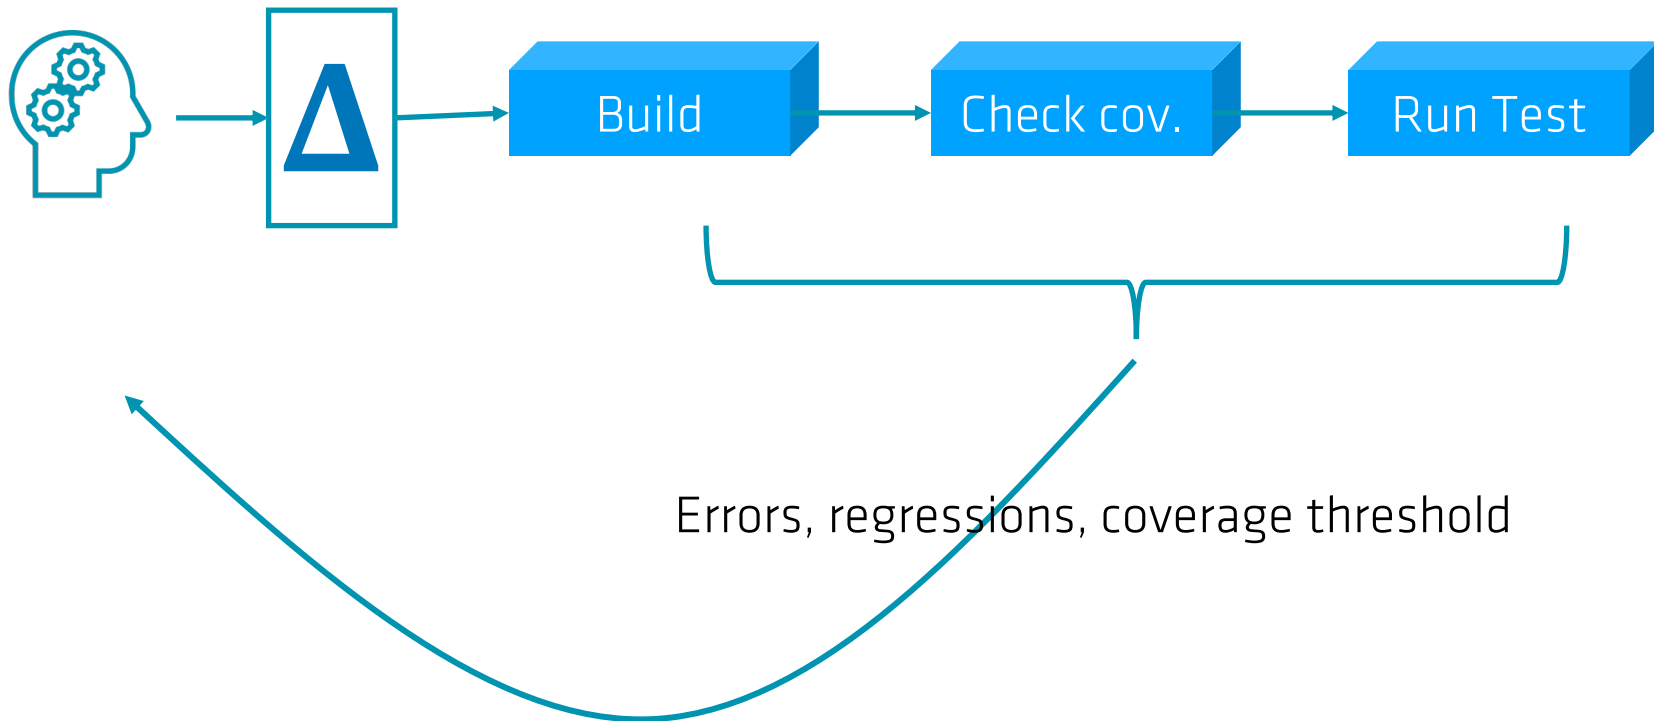 Δ
Build
Check cov.
Run Test
Errors, regressions, coverage threshold